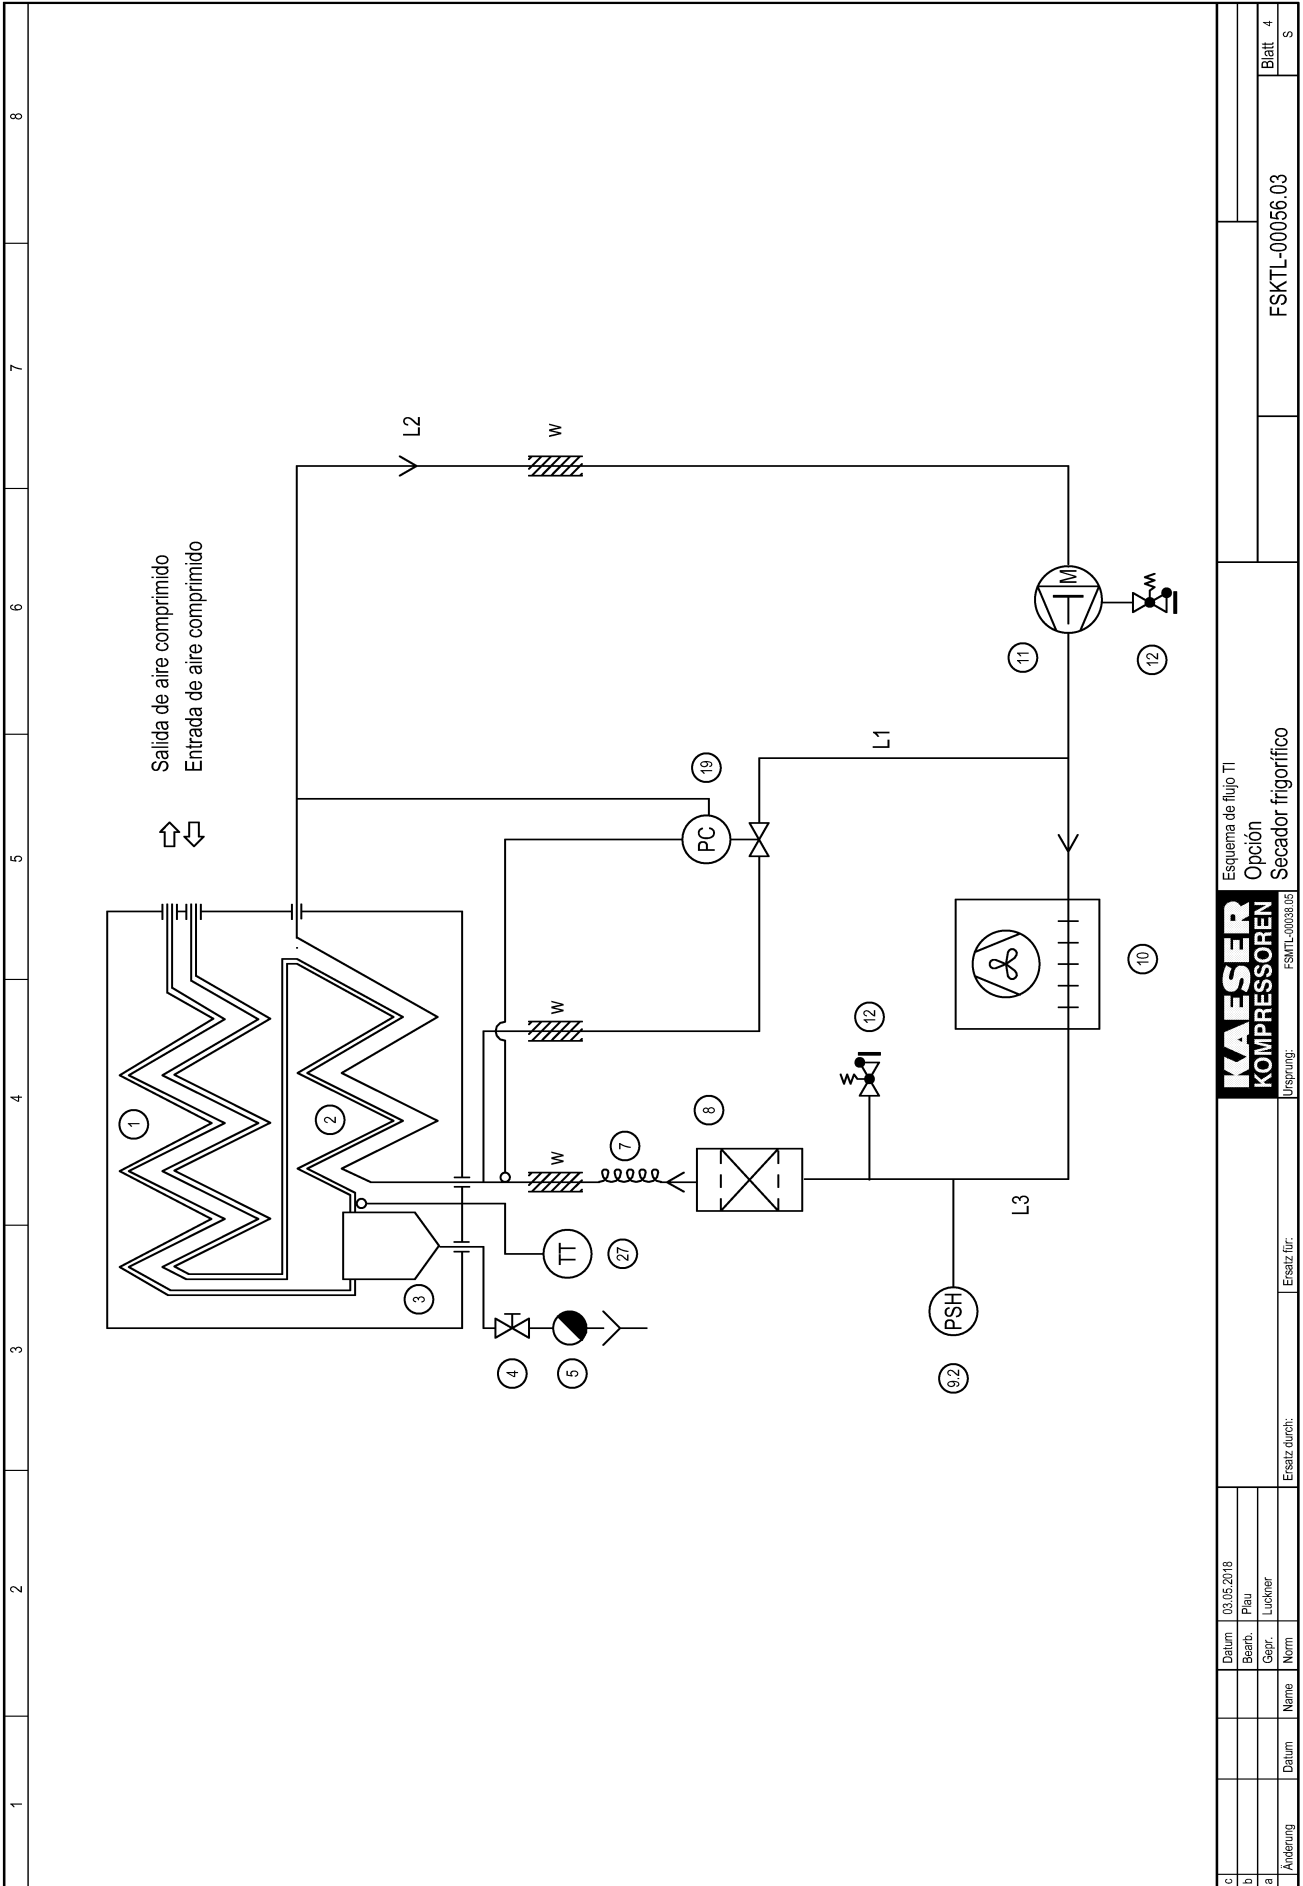 1
2
3
4
5
6
7
8
Salida de aire comprimido
Entrada de aire comprimido
1
2
3
4
5
TT
27
W
7
8
W
PC
19
L2
W
L1
12
PSH
9.2
L3
10
11
M
12
c
b
a
Änderung
Datum
Name
Datum 03.05.2018
Bearb. Plau
Gepr. Luckner
Norm
Ersatz durch:
Ersatz für:
Ursprung: FSMTL-00038.05
KAESER
KOMPRESSOREN
Esquema de flujo TI
Opción
Secador frigorífico
FSKTL-00056.03
Blatt 4
S